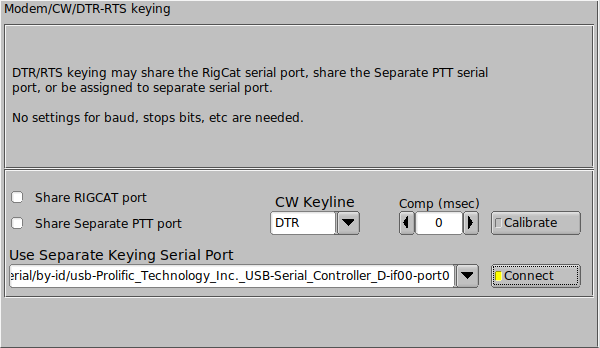 Modem/CW/DTR-RTS keying
DTR/RTS keying may share the RigCat serial port, share the Separate PTT serial
port, or be assigned to separate serial port.
No settings for baud, stops bits, etc are needed.
Share RIGCAT port
Share Separate PTT port
CW Keyline
DTR
Comp (msec)
0
Calibrate
Use Separate Keying Serial Port
erial/by-id/usb-Prolific_Technology_Inc._USB-Serial_Controller_D-if00-port0
Connect